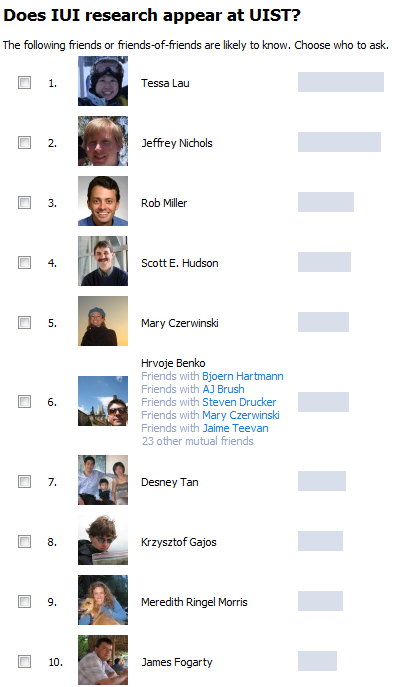 Does IUI research appear at UIST?
The following friends or friends-of-friends are likely to know. Choose who to ask.
1. Tessa Lau
2. Jeffrey Nichols
3. Rob Miller
4. Scott E. Hudson
5. Mary Czerwinski
Hrvoje Benko
Friends with Bjoern Hartmann
Friends with AJ Brush
6. Friends with Steven Drucker
Friends with Mary Czerwinski
Friends with Jaime Teevan
23 other mutual friends
7. Desney Tan
8. Krzysztof Gajos
9. Meredith Ringel Morris
10. James Fogarty